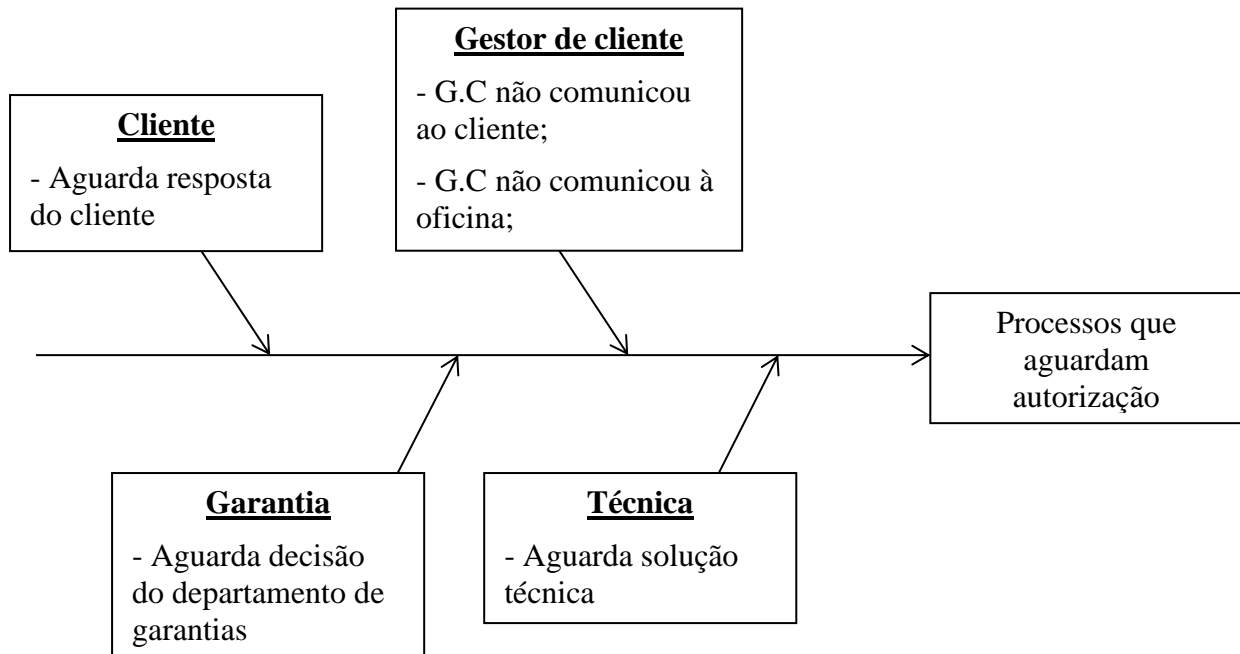 Gestor de cliente
- G.C não comunicou
ao cliente;
- G.C não comunicou à
oficina;
Cliente
- Aguarda resposta
do cliente
Processos que
aguardam
autorização
Garantia
- Aguarda decisão
do departamento de
garantias
Técnica
- Aguarda solução
técnica